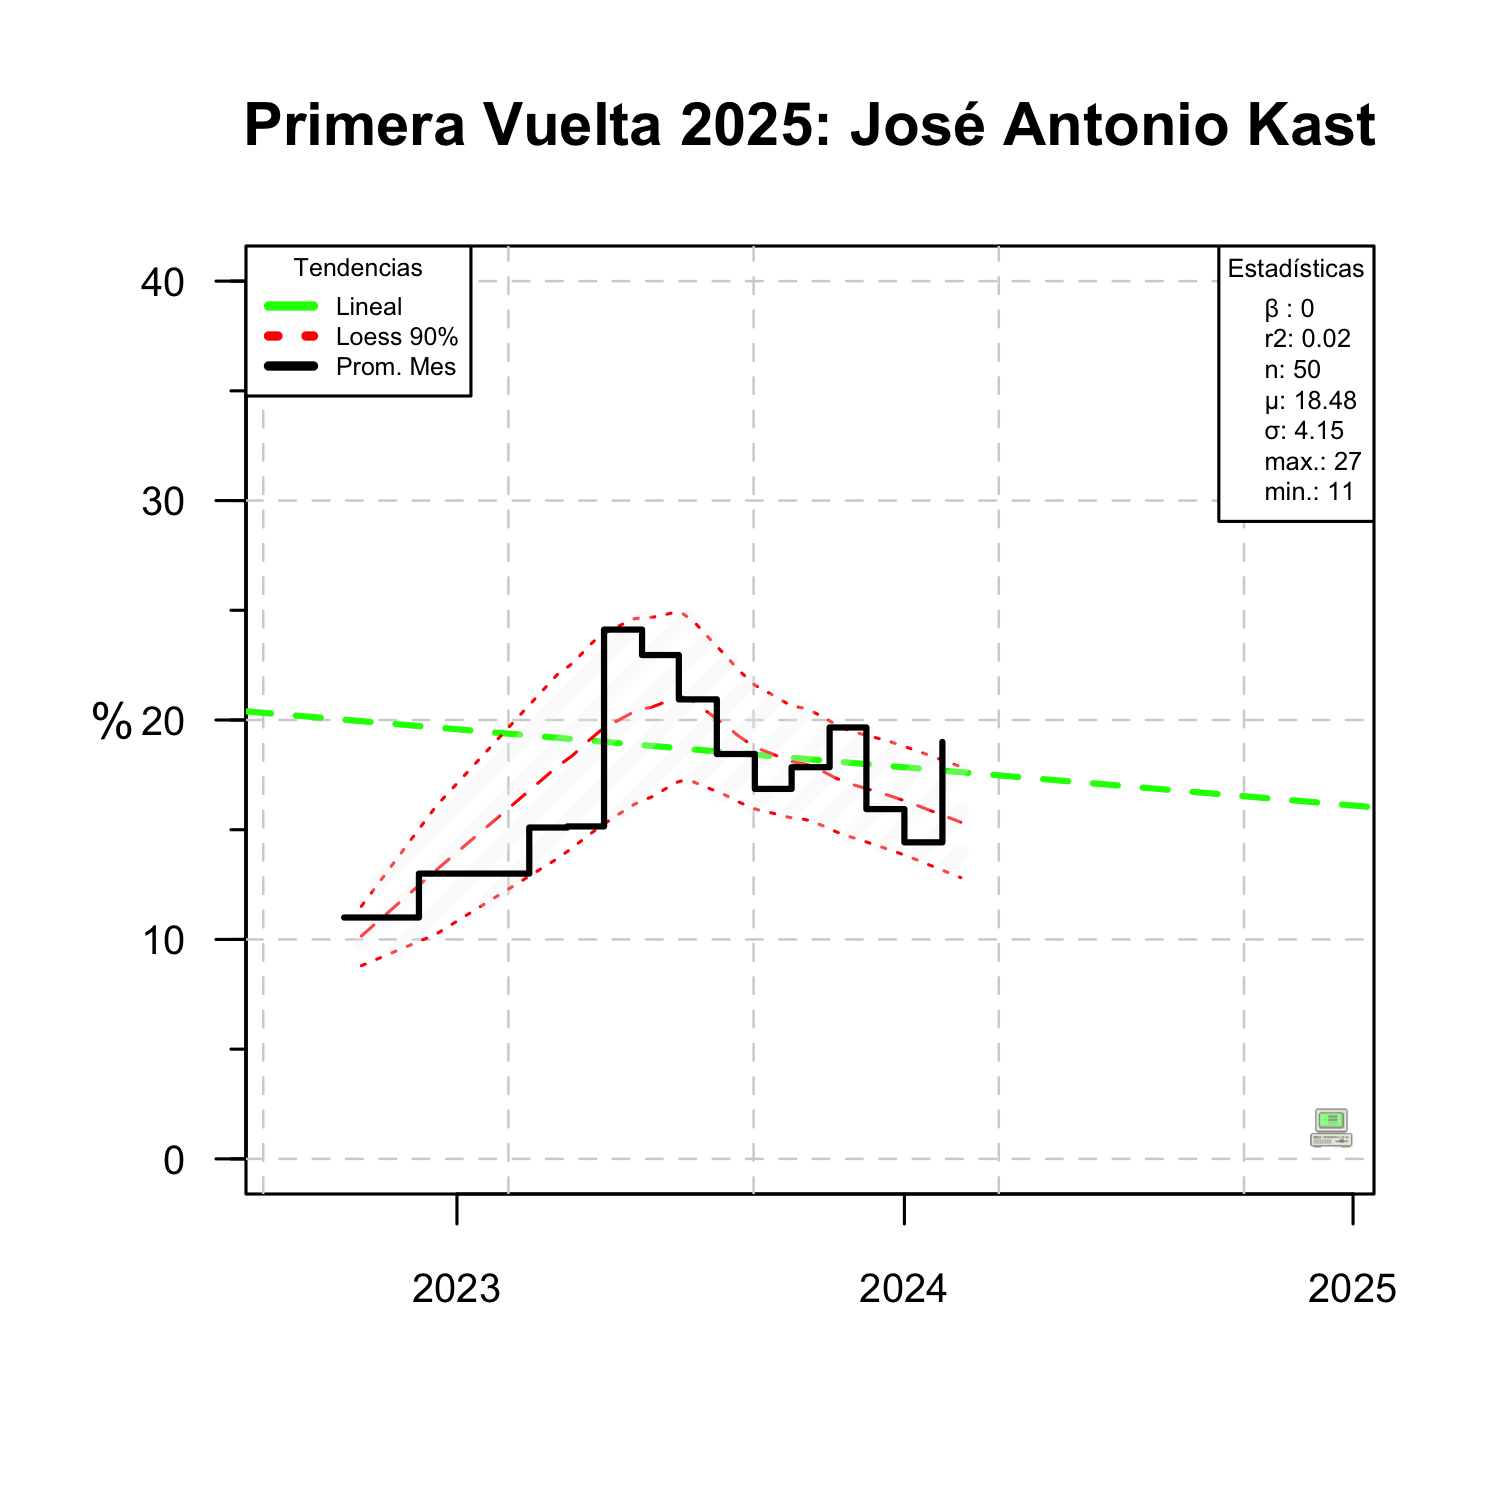 Primera Vuelta 2025: José Antonio Kast
Tendencias
Lineal
Loess 90%
Prom. Mes
Estadísticas
β : 0
r2: 0.02
n: 50
μ: 18.48
σ: 4.15
max.: 27
min.: 11
40
30
% 20
10
0
2023 2024 2025